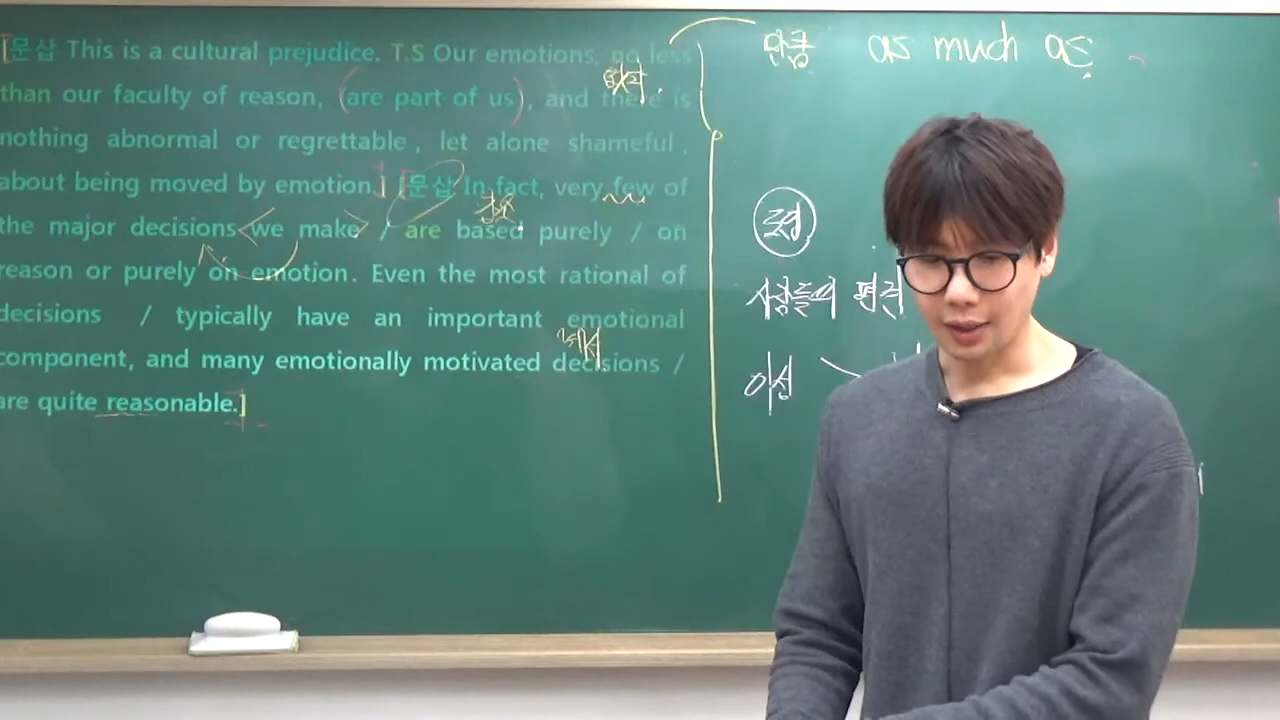 [문삽 This is a cultural prejudice. T.S Our emotions, no less
than our faculty of reason, (are part of us), and there is
nothing abnormal or regrettable, let alone shameful,
about being moved by emotion.] [문삽 In fact, very few of
the major decisions <we make> / are based purely / on
reason or purely on emotion. Even the most rational of
decisions / typically have an important emotional
component, and many emotionally motivated decisions /
are quite reasonable.]
강조
만큼 as much as
통념
사람들의 편견
이성